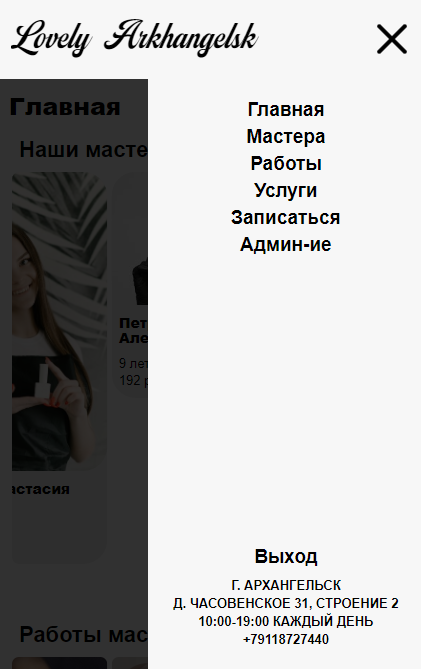 Lovely Arkhangelsk
Главная
Наши масте
Пет
Але
9 лет
192 р
астасия
Работы мас
Главная
Мастера
Работы
Услуги
Записаться
Админ-ие
Выход
Г. АРХАНГЕЛЬСК
Д. ЧАСОВЕНСКОЕ 31, СТРОЕНИЕ 2
10:00-19:00 КАЖДЫЙ ДЕНЬ
+79118727440